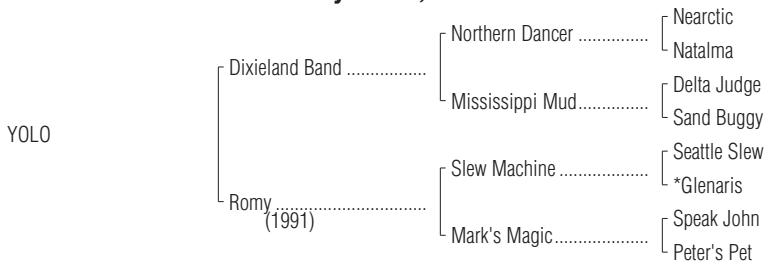 Nearctic
Northern Dancer ...............
Natalma
Dixieland Band .................
Delta Judge
Mississippi Mud...............
Sand Buggy
YOLO
Seattle Slew
Slew Machine ...................
*Glenaris
Romy ................................
(1991)
Speak John
Mark's Magic....................
Peter's Pet